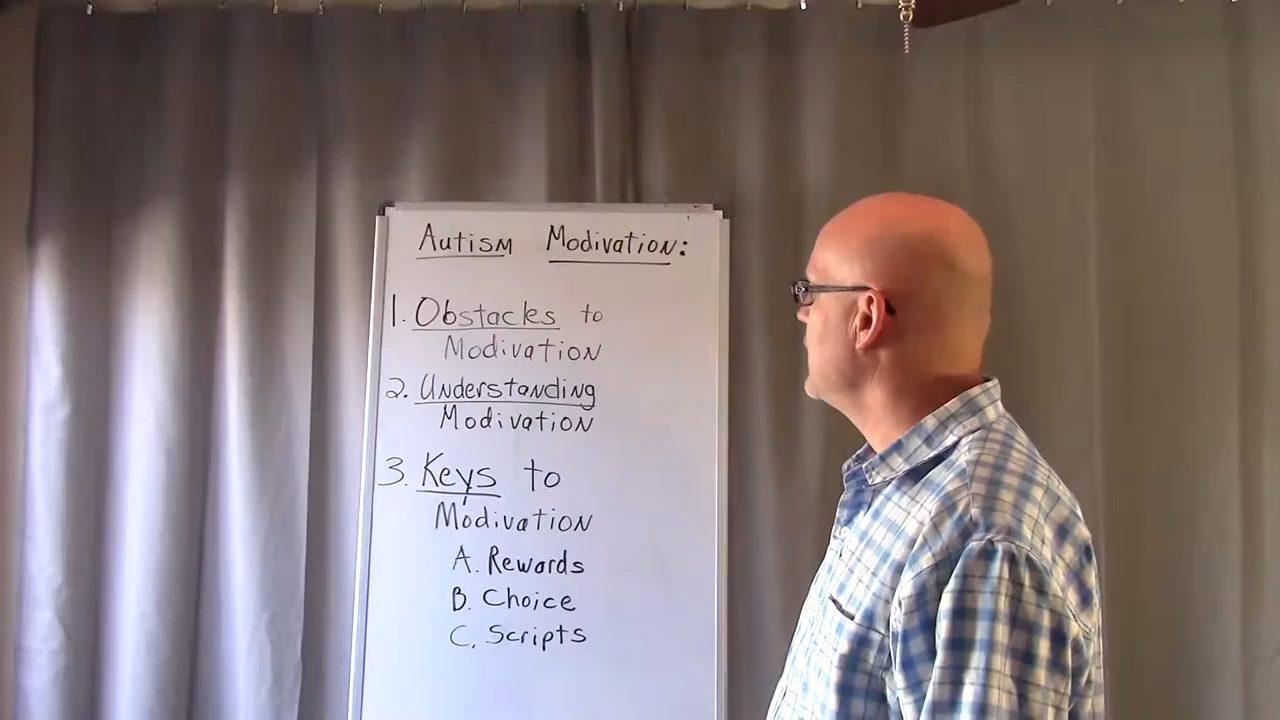 Autism Modivation:
1. Obstacles to
Modivation
2. Understanding
Modivation
3. Keys to
Modivation
A. Rewards
B. Choice
C. Scripts